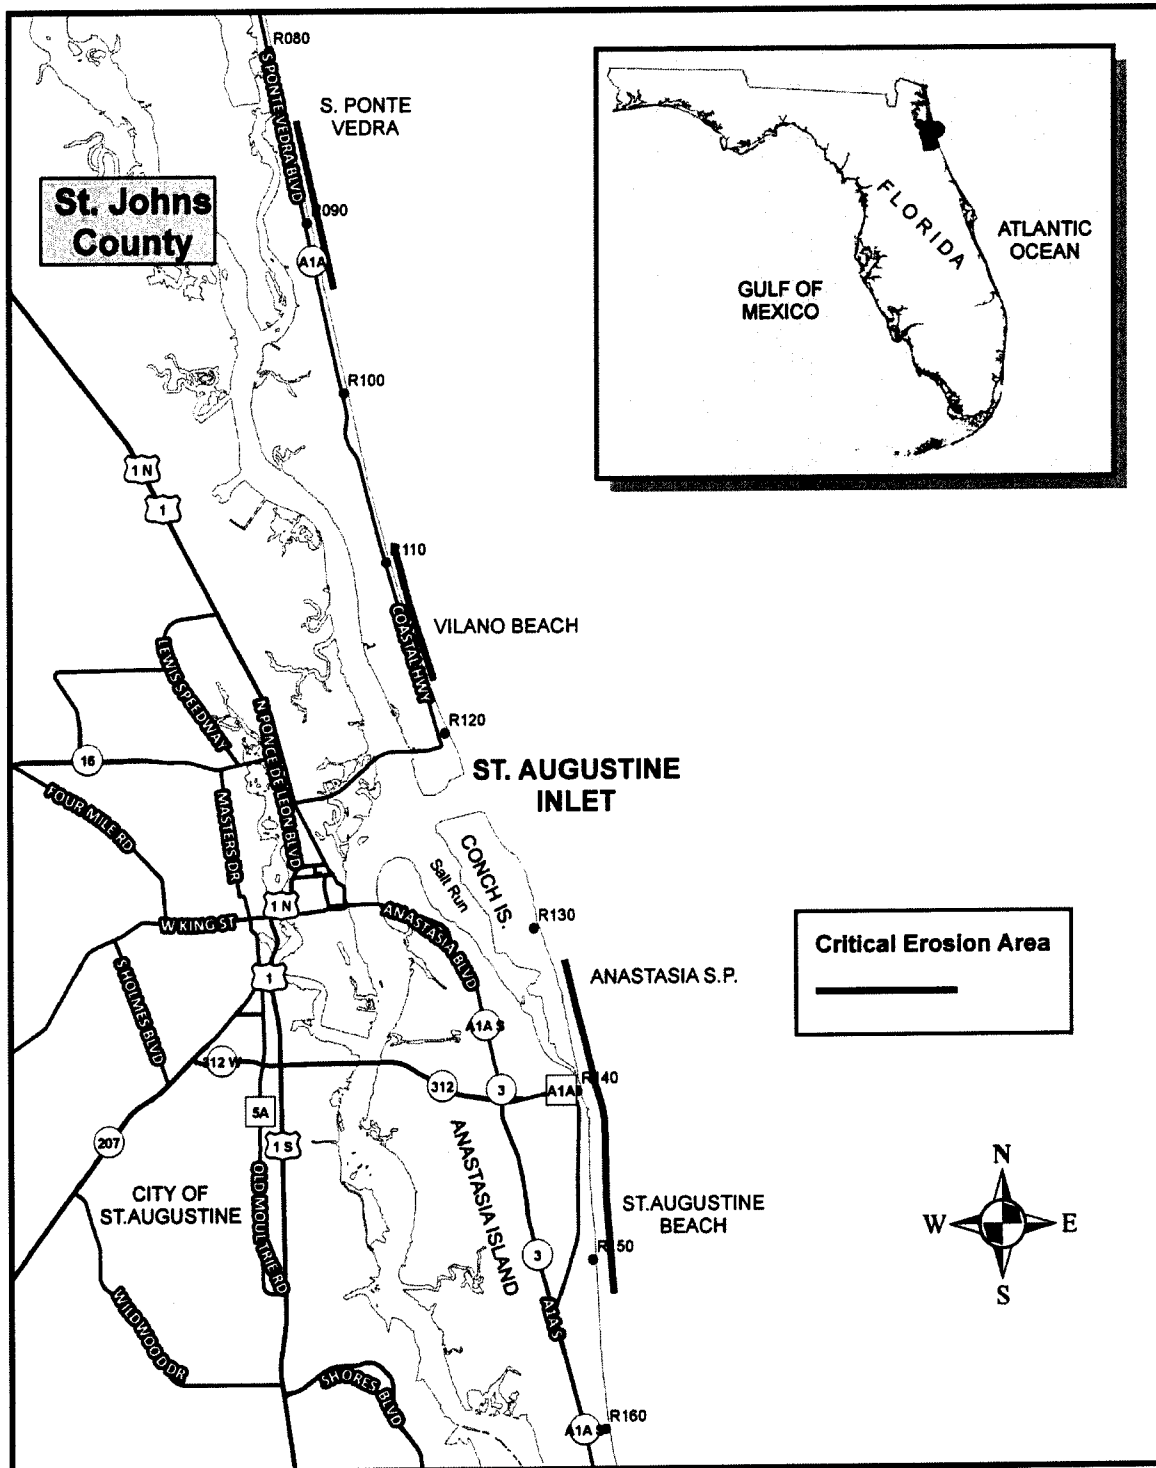 R080
S PONTE VEDRA BLVD
S. PONTE
VEDRA
St. Johns
County
R090
A1A
FLORIDA
ATLANTIC
OCEAN
GULF OF
MEXICO
R100
1 N
1
R110
COASTAL HWY
VILANO BEACH
LEWIS SPEEDWAY
N PONCE DE LEON BLVD
R120
16
ST. AUGUSTINE
INLET
FOUR MILE RD
MASTERS DR
CONCH IS.
Salt Run
1 N
W KING ST
ANASTASIA BLVD
R130
Critical Erosion Area
S HOLMES BLVD
1
ANASTASIA S.P.
A1A S
312 W
312
3
A1A
R140
5A
207
1 S
ANASTASIA ISLAND
N
W
E
S
CITY OF
ST.AUGUSTINE
OLD MOULTRIE RD
ST.AUGUSTINE
BEACH
R150
3
A1A S
WILDWOOD DR
SHORES BLVD
A1A S
R160